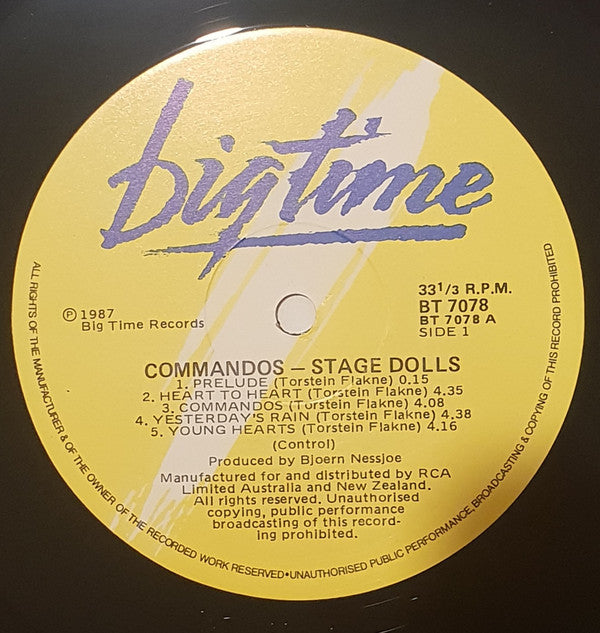 bigtime
33 1/3 R.P.M.
BT 7078
BT 7078 A
SIDE 1
℗ 1987
Big Time Records
COMMANDOS – STAGE DOLLS
1. PRELUDE (Torstein Flakne) 0.15
2. HEART TO HEART (Torstein Flakne) 4.35
3. COMMANDOS (Torstein Flakne) 4.08
4. YESTERDAY'S RAIN (Torstein Flakne) 4.38
5. YOUNG HEARTS (Torstein Flakne) 4.16
(Control)
Produced by Bjoern Nessjoe
Manufactured for and distributed by RCA
Limited Australia and New Zealand.
All rights reserved. Unauthorised
copying, public performance
broadcasting of this record-
ing prohibited.
ALL RIGHTS OF THE MANUFACTURER & OF THE OWNER OF THE RECORDED WORK RESERVED•UNAUTHORISED PUBLIC PERFORMANCE, BROADCASTING & COPYING OF THIS RECORD PROHIBITED